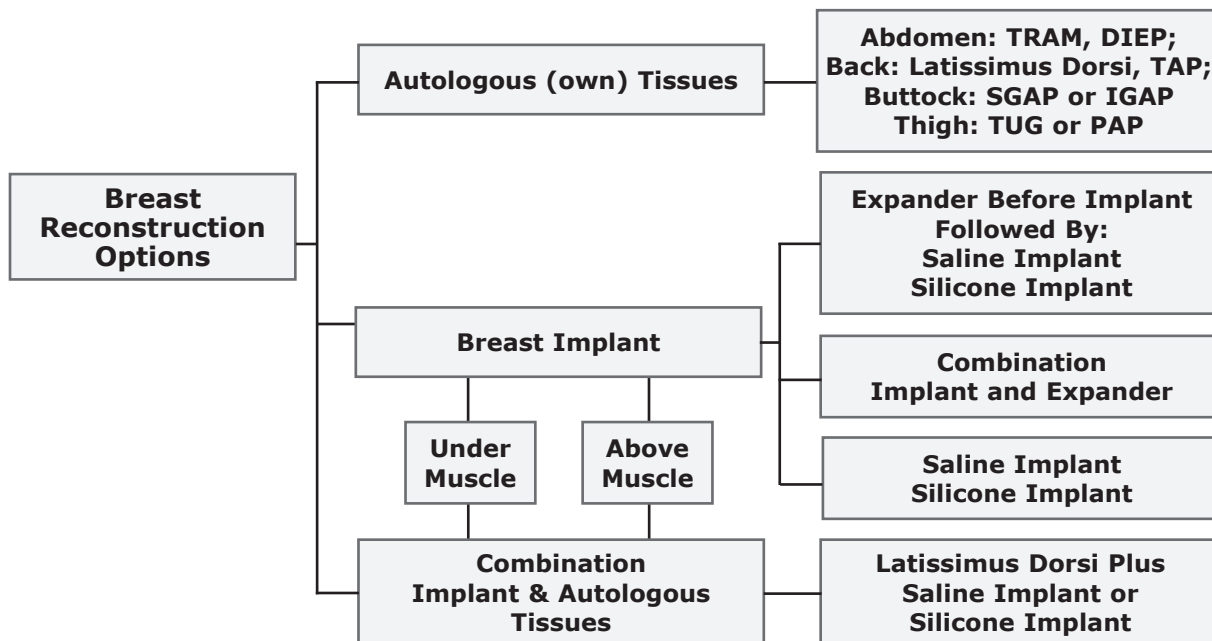 Breast
Reconstruction
Options
Autologous (own) Tissues
Abdomen: TRAM, DIEP;
Back: Latissimus Dorsi, TAP;
Buttock: SGAP or IGAP
Thigh: TUG or PAP
Breast Implant
Expander Before Implant
Followed By:
Saline Implant
Silicone Implant
Combination
Implant and Expander
Saline Implant
Silicone Implant
Under
Muscle
Above
Muscle
Combination
Implant & Autologous
Tissues
Latissimus Dorsi Plus
Saline Implant or
Silicone Implant